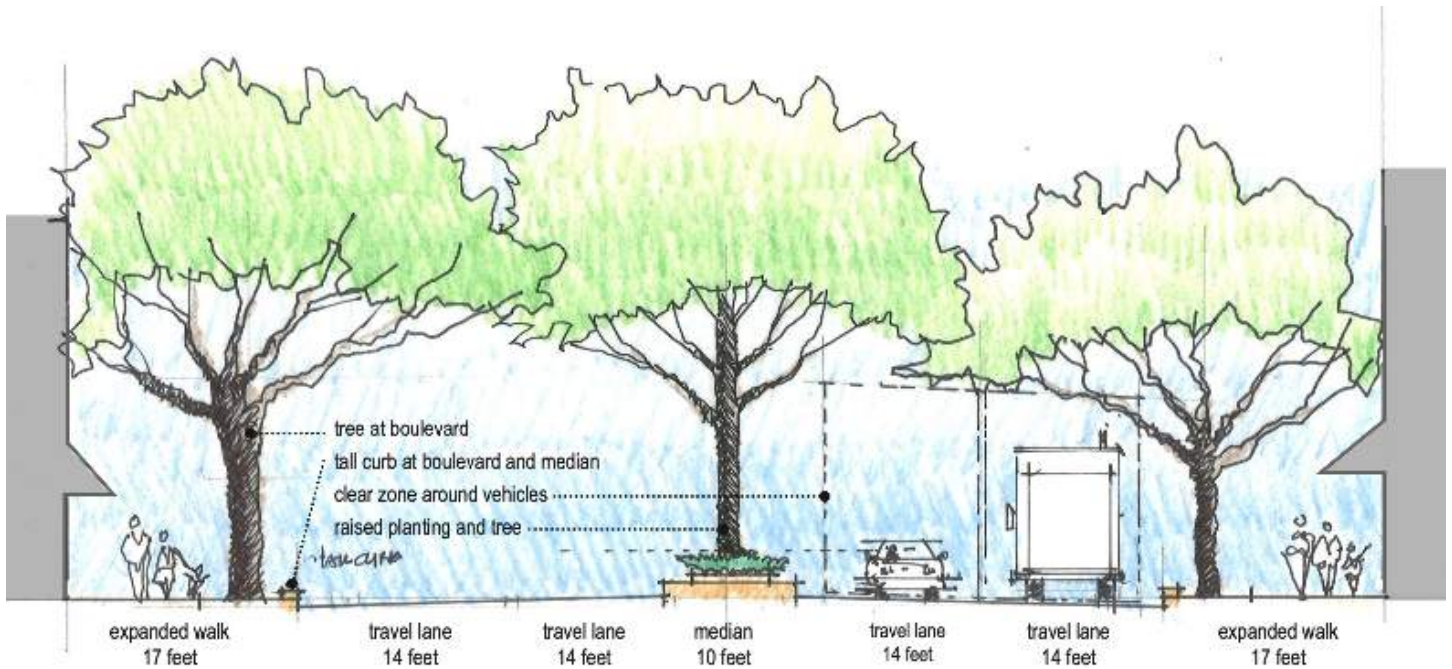 tree at boulevard
tall curb at boulevard and median
clear zone around vehicles
raised planting and tree
tall curb
expanded walk
17 feet
travel lane
14 feet
travel lane
14 feet
median
10 feet
travel lane
14 feet
travel lane
14 feet
expanded walk
17 feet